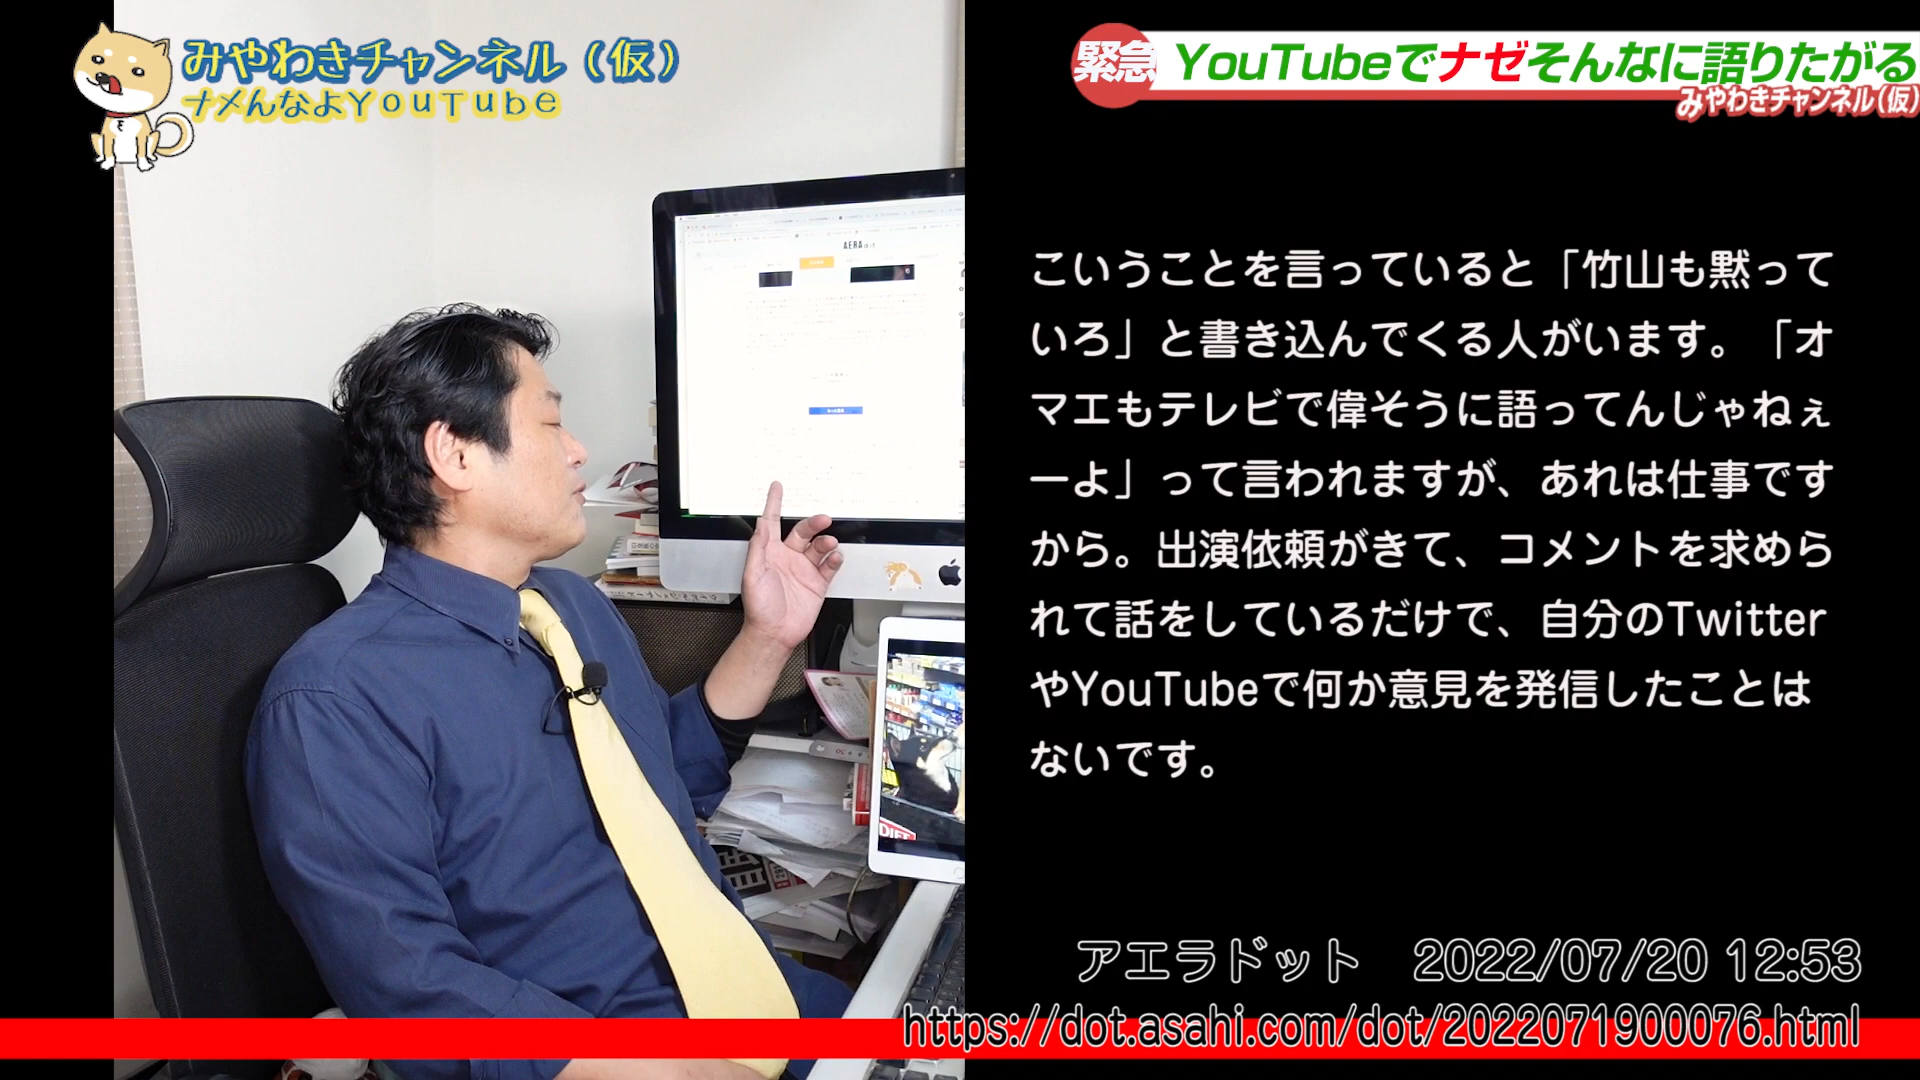 みやわきチャンネル（仮）
ナメんなよYouTube
緊急
YouTubeでナゼそんなに語りたがる
みやわきチャンネル（仮）
こいうことを言っていると「竹山も黙って
いろ」と書き込んでくる人がいます。「オ
マエもテレビで偉そうに語ってんじゃねぇ
ーよ」って言われますが、あれは仕事です
から。出演依頼がきて、コメントを求めら
れて話をしているだけで、自分のTwitter
やYouTubeで何か意見を発信したことは
ないです。
AERA dot.
DIET
アエラドット　2022/07/20 12:53
https://dot.asahi.com/dot/2022071900076.html